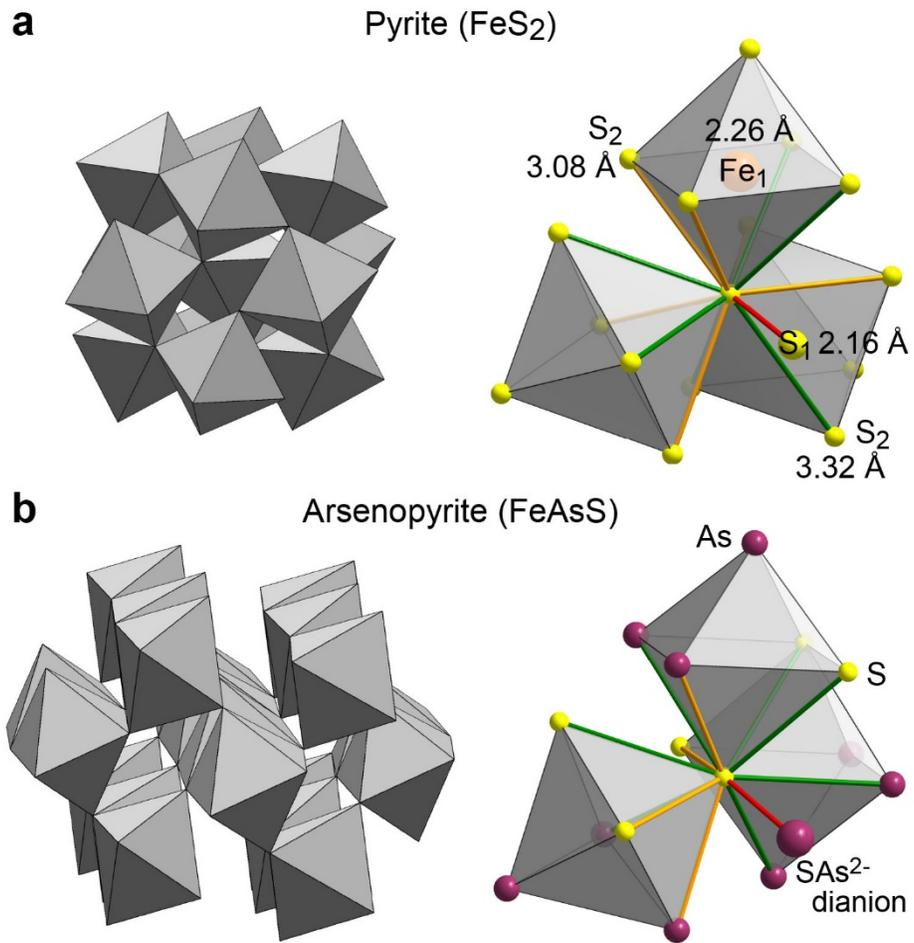 a
Pyrite (FeS₂)
S₂
3.08 Å
2.26 Å
Fe₁
S₁ 2.16 Å
S₂
3.32 Å
b
Arsenopyrite (FeAsS)
As
S
SAs²⁻
dianion